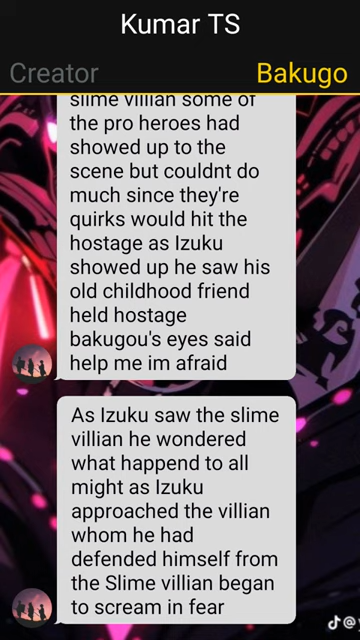 Kumar TS
Creator
Bakugo
slime villian some of
the pro heroes had
showed up to the
scene but couldnt do
much since they're
quirks would hit the
hostage as Izuku
showed up he saw his
old childhood friend
held hostage
bakugou's eyes said
help me im afraid
As Izuku saw the slime
villian he wondered
what happend to all
might as Izuku
approached the villian
whom he had
defended himself from
the Slime villian began
to scream in fear
@